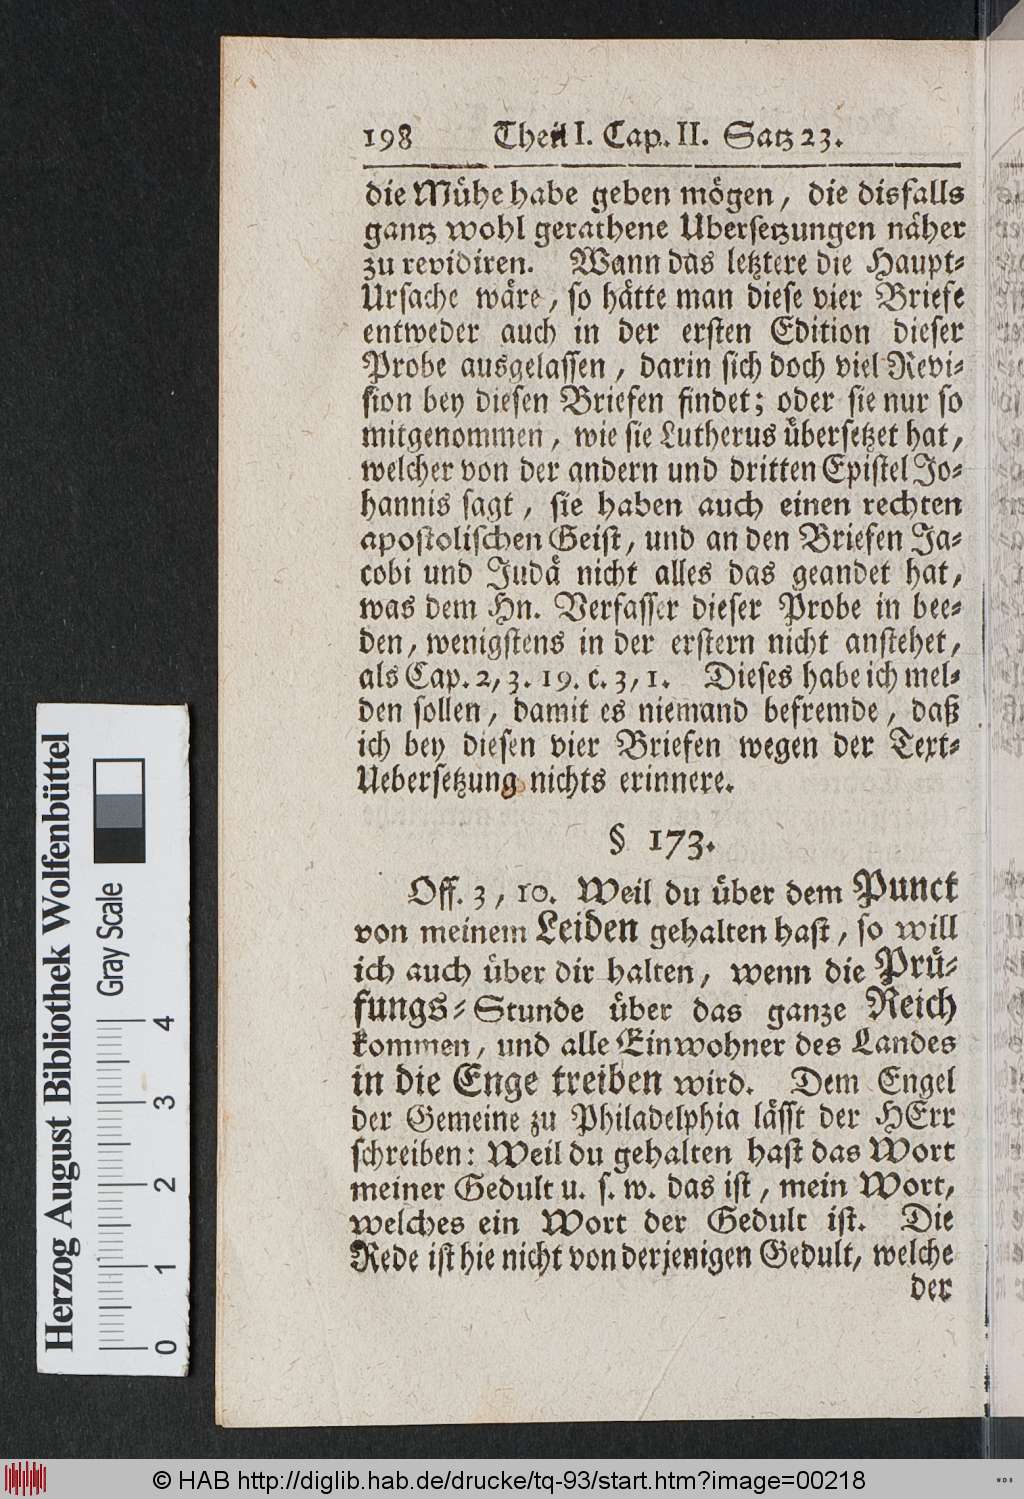 198 Theil I. Cap. II. Satz 23.
die Mühe habe geben mögen, die disfalls
gantz wohl gerathene Ubersetzungen näher
zu revidiren. Wann das letztere die Haupt-
Ursache wäre, so hätte man diese vier Briefe
entweder auch in der ersten Edition dieser
Probe ausgelassen, darin sich doch viel Revi-
sion bey diesen Briefen findet; oder sie nur so
mitgenommen, wie sie Lutherus übersetzet hat,
welcher von der andern und dritten Epistel Jo-
hannis sagt, sie haben auch einen rechten
apostolischen Geist, und an den Briefen Ja-
cobi und Judä nicht alles das geandet hat,
was dem Hn. Verfasser dieser Probe in bee-
den, wenigstens in der erstern nicht anstehet,
als Cap. 2, 3. 19. c. 3, 1. Dieses habe ich mel-
den sollen, damit es niemand befremde, daß
ich bey diesen vier Briefen wegen der Text-
Uebersetzung nichts erinnere.
§ 173.
Off. 3, 10. Weil du über dem Punct
von meinem Leiden gehalten hast, so will
ich auch über dir halten, wenn die Prü-
fungs-Stunde über das ganze Reich
kommen, und alle Einwohner des Landes
in die Enge treiben wird. Dem Engel
der Gemeine zu Philadelphia lässt der HErr
schreiben: Weil du gehalten hast das Wort
meiner Gedult u. s. w. das ist, mein Wort,
welches ein Wort der Gedult ist. Die
Rede ist hie nicht von derjenigen Gedult, welche
der
Herzog August Bibliothek Wolfenbüttel
Gray Scale
0 1 2 3 4
© HAB http://diglib.hab.de/drucke/tq-93/start.htm?image=00218